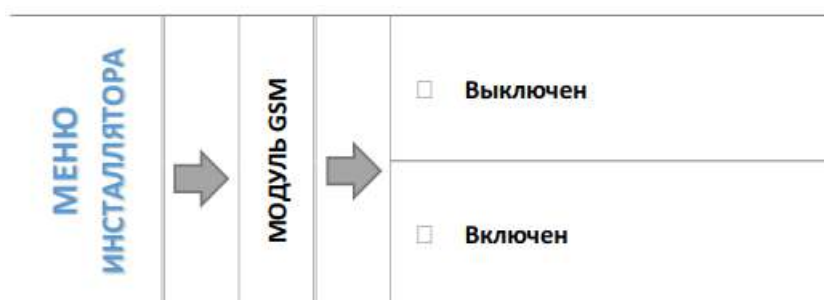 МЕНЮ
ИНСТАЛЛЯТОРА
МОДУЛЬ GSM
Выключен
Включен